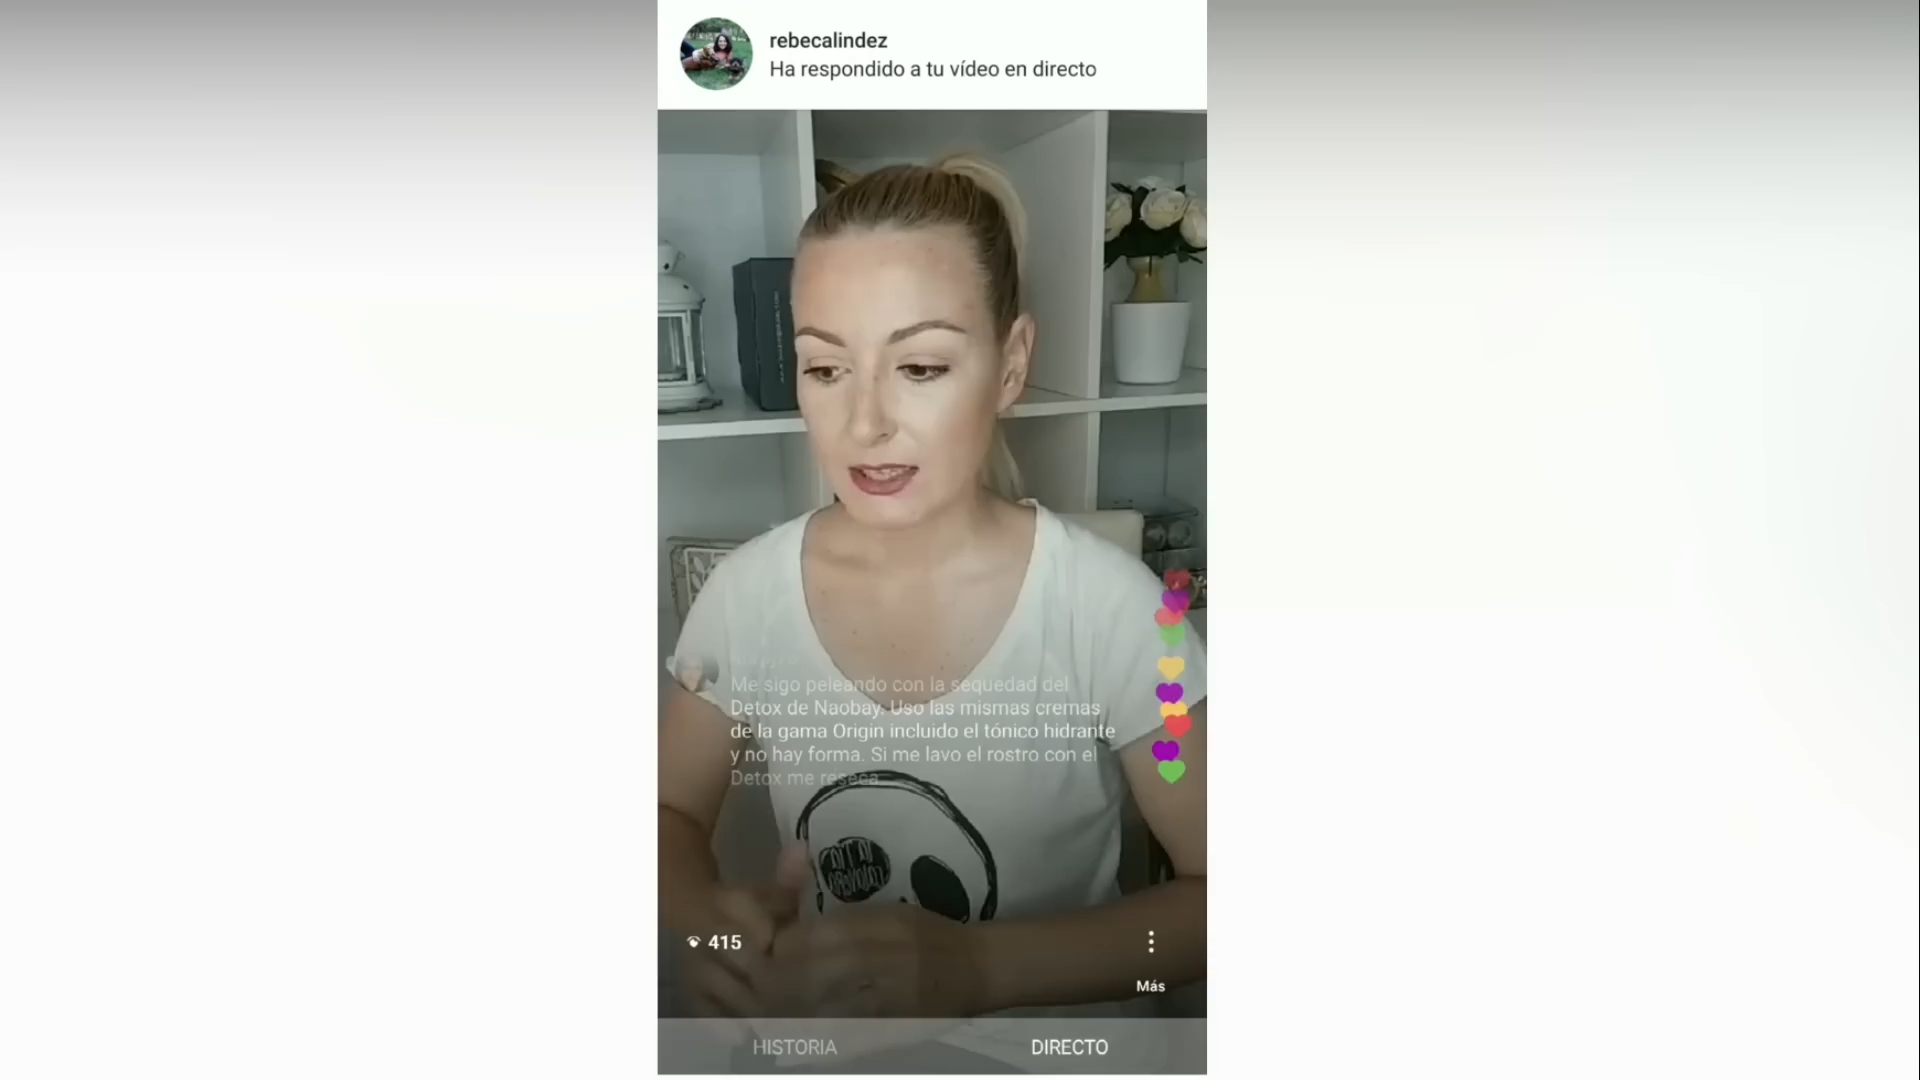 rebecalindez
Ha respondido a tu vídeo en directo
Me sigo peleando con la sequedad del
Detox de Naobay. Uso las mismas cremas
de la gama Origin incluido el tónico hidrante
y no hay forma. Si me lavo el rostro con el
Detox me reseca
415
Más
HISTORIA
DIRECTO